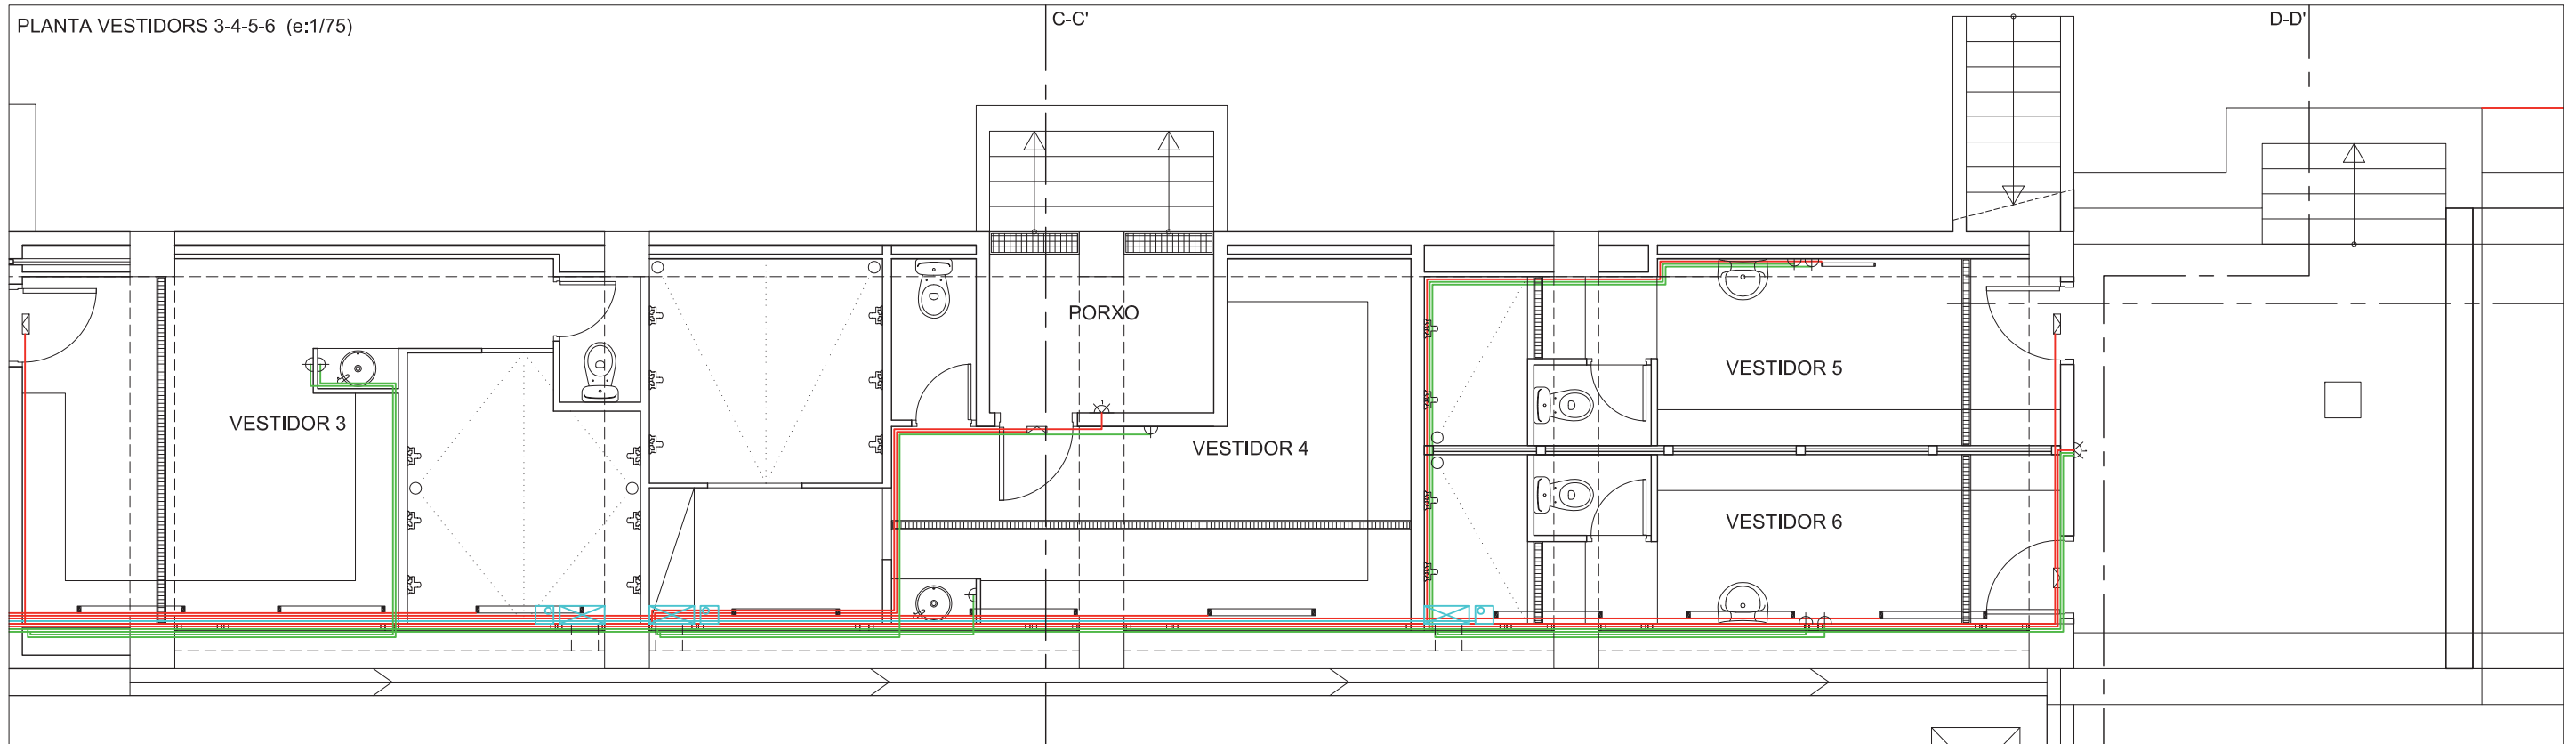 PLANTA VESTIDORS 3-4-5-6 (e:1/75)
C-C'
D-D'
PORXO
VESTIDOR 5
VESTIDOR 3
VESTIDOR 4
VESTIDOR 6